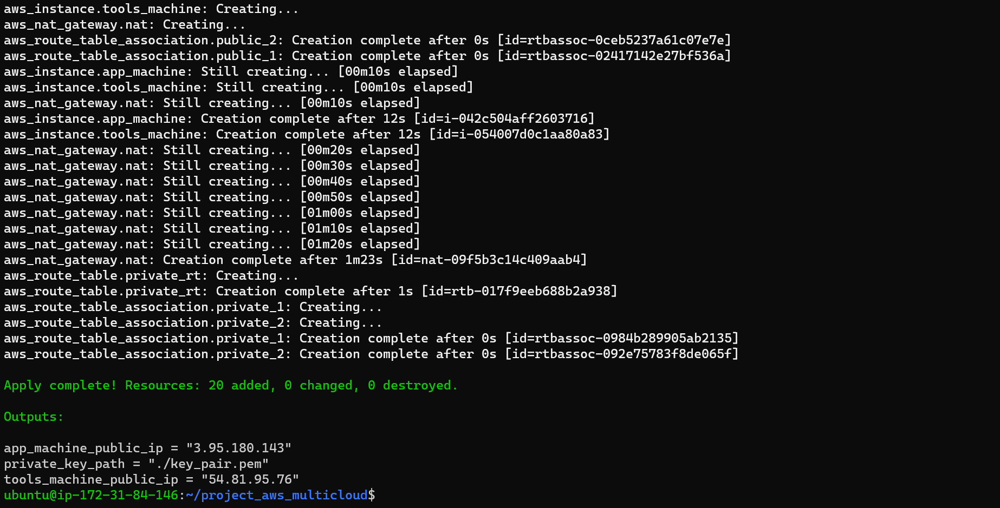 aws_instance.tools_machine: Creating...
aws_nat_gateway.nat: Creating...
aws_route_table_association.public_2: Creation complete after 0s [id=rtbassoc-0ceb5237a61c07e7e]
aws_route_table_association.public_1: Creation complete after 0s [id=rtbassoc-02417142e27bf536a]
aws_instance.app_machine: Still creating... [00m10s elapsed]
aws_instance.tools_machine: Still creating... [00m10s elapsed]
aws_nat_gateway.nat: Still creating... [00m10s elapsed]
aws_instance.app_machine: Creation complete after 12s [id=i-042c504aff2603716]
aws_instance.tools_machine: Creation complete after 12s [id=i-054007d0c1aa80a83]
aws_nat_gateway.nat: Still creating... [00m20s elapsed]
aws_nat_gateway.nat: Still creating... [00m30s elapsed]
aws_nat_gateway.nat: Still creating... [00m40s elapsed]
aws_nat_gateway.nat: Still creating... [00m50s elapsed]
aws_nat_gateway.nat: Still creating... [01m00s elapsed]
aws_nat_gateway.nat: Still creating... [01m10s elapsed]
aws_nat_gateway.nat: Still creating... [01m20s elapsed]
aws_nat_gateway.nat: Creation complete after 1m23s [id=nat-09f5b3c14c409aab4]
aws_route_table.private_rt: Creating...
aws_route_table.private_rt: Creation complete after 1s [id=rtb-017f9eeb688b2a938]
aws_route_table_association.private_1: Creating...
aws_route_table_association.private_2: Creating...
aws_route_table_association.private_1: Creation complete after 0s [id=rtbassoc-0984b289905ab2135]
aws_route_table_association.private_2: Creation complete after 0s [id=rtbassoc-092e75783f8de065f]
Apply complete! Resources: 20 added, 0 changed, 0 destroyed.
Outputs:
app_machine_public_ip = "3.95.180.143"
private_key_path = "./key_pair.pem"
tools_machine_public_ip = "54.81.95.76"
ubuntu@ip-172-31-84-146:~/project_aws_multicloud$